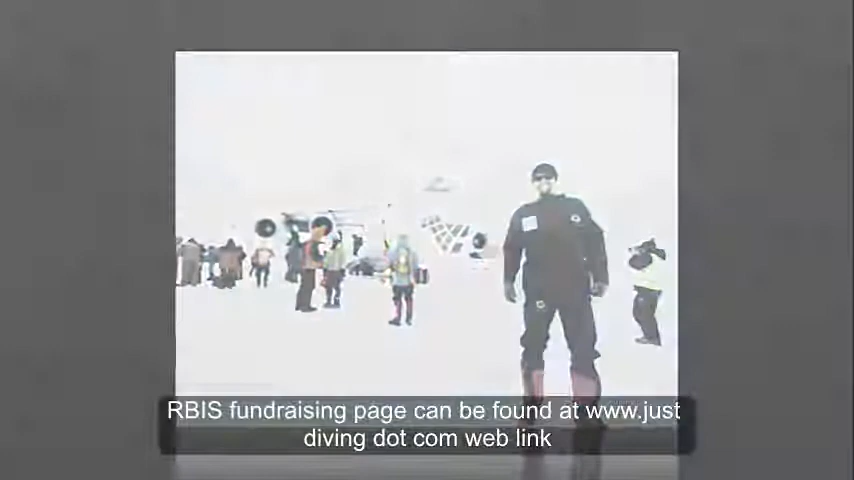 RBIS fundraising page can be found at www.just
diving dot com web link